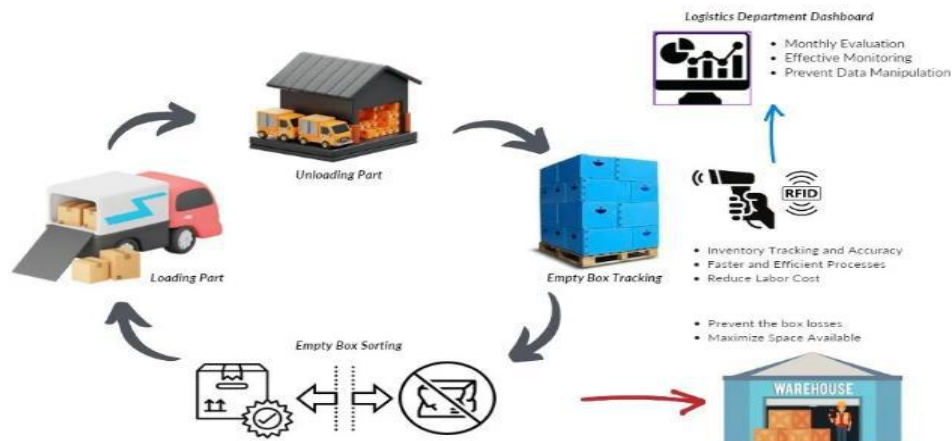 Logistics Department Dashboard
• Monthly Evaluation
• Effective Monitoring
• Prevent Data Manipulation
Unloading Part
RFID
Loading Part
Empty Box Tracking
• Inventory Tracking and Accuracy
• Faster and Efficient Processes
• Reduce Labor Cost
• Prevent the box losses
• Maximize Space Available
Empty Box Sorting
WAREHOUSE